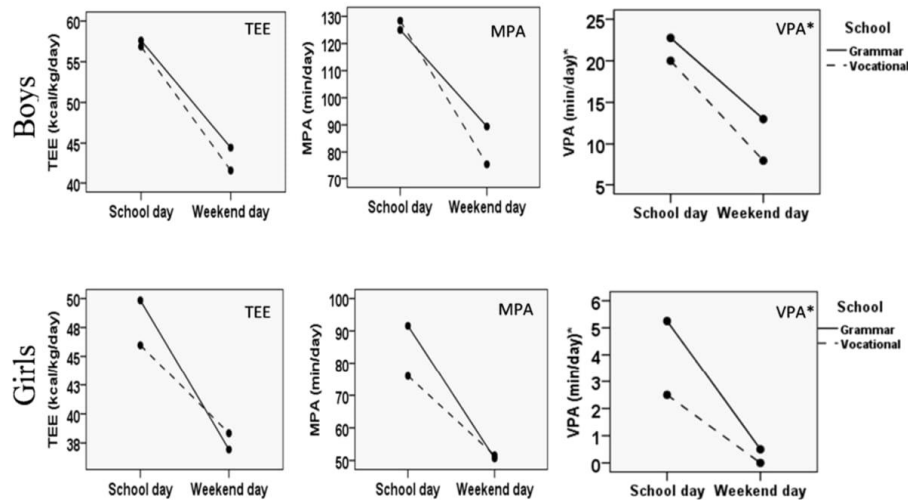 Boys
TEE (kcal/kg/day)
60
55
50
45
40
TEE
School day Weekend day
MPA (min/day)
130
120
110
100
90
80
70
MPA
School day Weekend day
VPA (min/day)*
25
20
15
10
5
VPA*
School day Weekend day
School
Grammar
Vocational
Girls
TEE (kcal/kg/day)
50
45
43
40
38
TEE
School day Weekend day
MPA (min/day)
100
90
80
70
60
50
MPA
School day Weekend day
VPA (min/day)*
6
5
4
3
2
1
0
VPA*
School day Weekend day
School
Grammar
Vocational